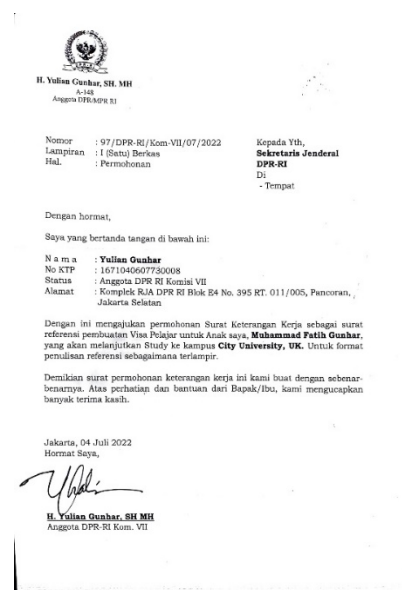 H. Yulian Gunhar, SH. MH
A-148
Anggota DPR/MPR RI
Nomor : 97/DPR-RI/Kom-VII/07/2022
Lampiran : I (Satu) Berkas
Hal. : Permohonan
Kepada Yth,
Sekretaris Jenderal
DPR-RI
Di
- Tempat
Dengan hormat,
Saya yang bertanda tangan di bawah ini:
N a m a : Yulian Gunhar
No KTP : 1671040607730008
Status : Anggota DPR RI Komisi VII
Alamat : Komplek RJA DPR RI Blok E4 No. 395 RT. 011/005, Pancoran,
Jakarta Selatan
Dengan ini mengajukan permohonan Surat Keterangan Kerja sebagai surat
referensi pembuatan Visa Pelajar untuk Anak saya, Muhammad Fatih Gunhar,
yang akan melanjutkan Study ke kampus City University, UK. Untuk format
penulisan referensi sebagaimana terlampir.
Demikian surat permohonan keterangan kerja ini kami buat dengan sebenar-
benarnya. Atas perhatian dan bantuan dari Bapak/Ibu, kami mengucapkan
banyak terima kasih.
Jakarta, 04 Juli 2022
Hormat Saya,
H. Yulian Gunhar, SH MH
Anggota DPR-RI Kom. VII